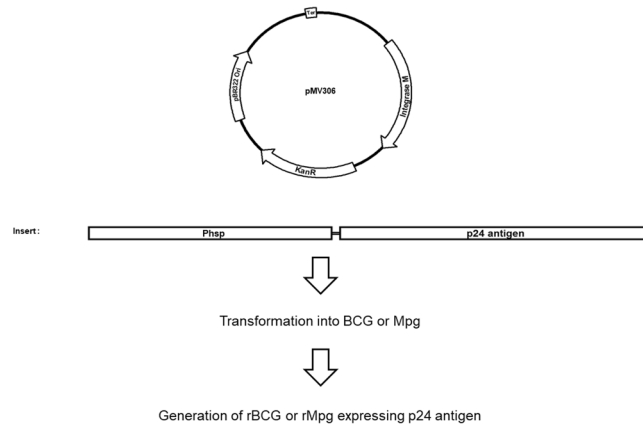 Ter
pBR322 Ori
pMV306
Integrase M
KanR
Insert :
Phsp
p24 antigen
Transformation into BCG or Mpg
Generation of rBCG or rMpg expressing p24 antigen